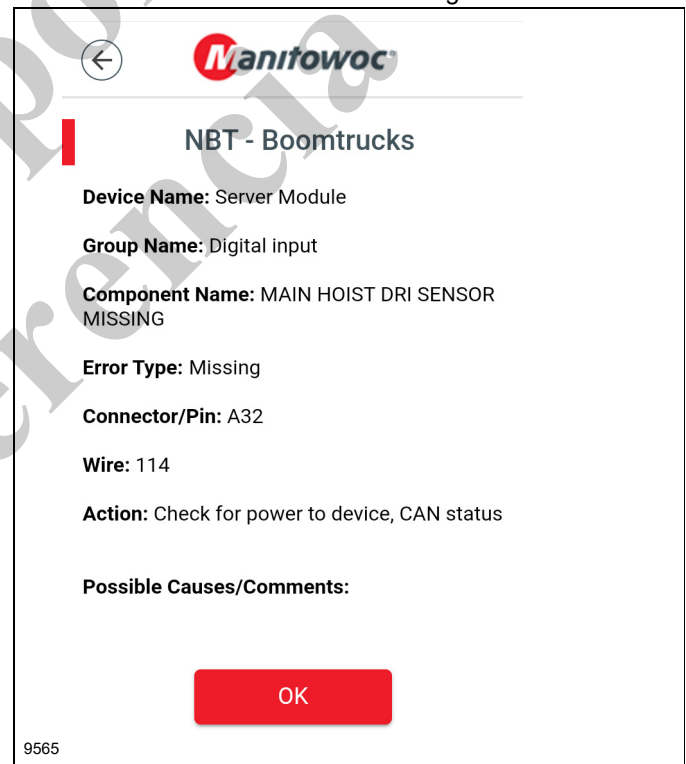 Manitowoc
NBT - Boomtrucks
Device Name: Server Module
Group Name: Digital input
Component Name: MAIN HOIST DRI SENSOR
MISSING
Error Type: Missing
Connector/Pin: A32
Wire: 114
Action: Check for power to device, CAN status
Possible Causes/Comments:
OK
9565